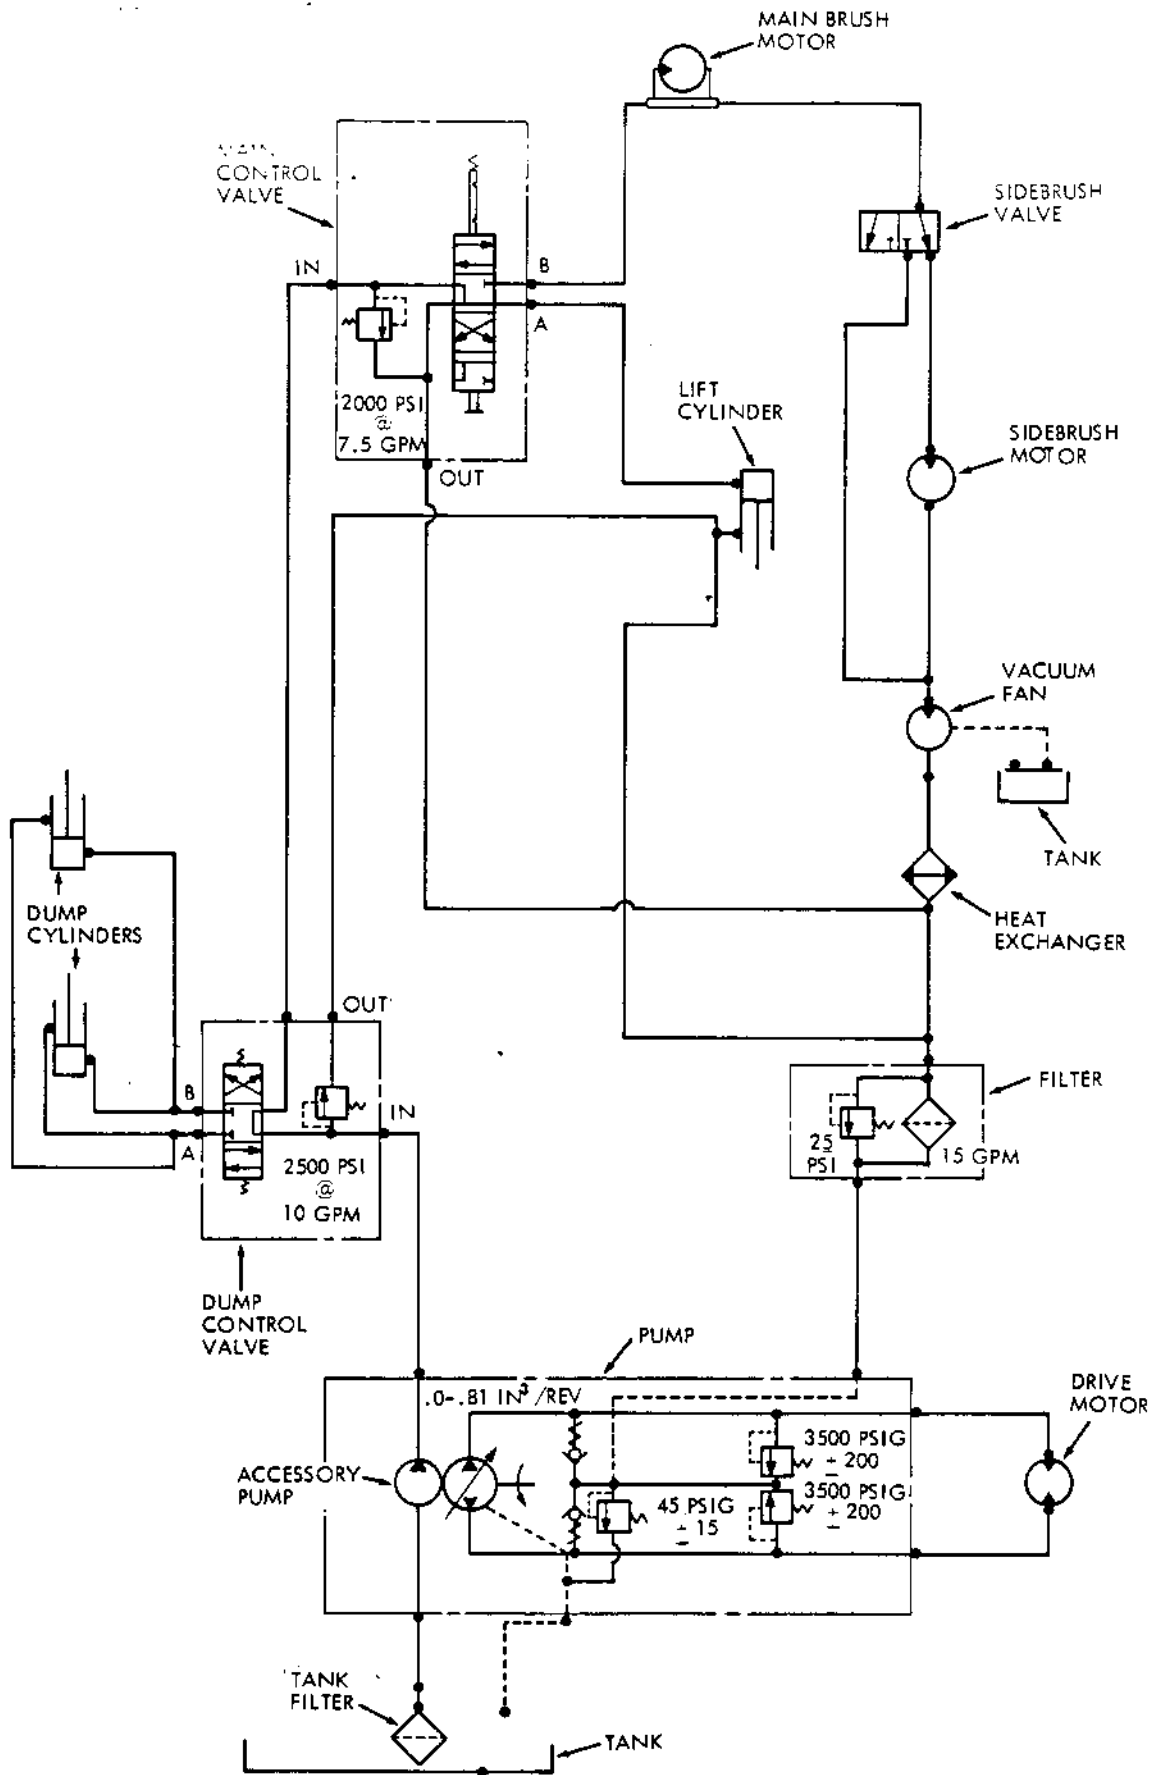 MAIN BRUSH
MOTOR
CONTROL
VALVE
SIDEBRUSH
VALVE
IN
B
A
2000 PSI
@
7.5 GPM
OUT
LIFT
CYLINDER
SIDEBRUSH
MOTOR
VACUUM
FAN
TANK
HEAT
EXCHANGER
DUMP
CYLINDERS
OUT
B
A
IN
2500 PSI
@
10 GPM
DUMP
CONTROL
VALVE
FILTER
25
PSI
15 GPM
PUMP
.0-.81 IN³/REV
DRIVE
MOTOR
ACCESSORY
PUMP
3500 PSIG
± 200
3500 PSIG
± 200
45 PSIG
± 15
TANK
FILTER
TANK